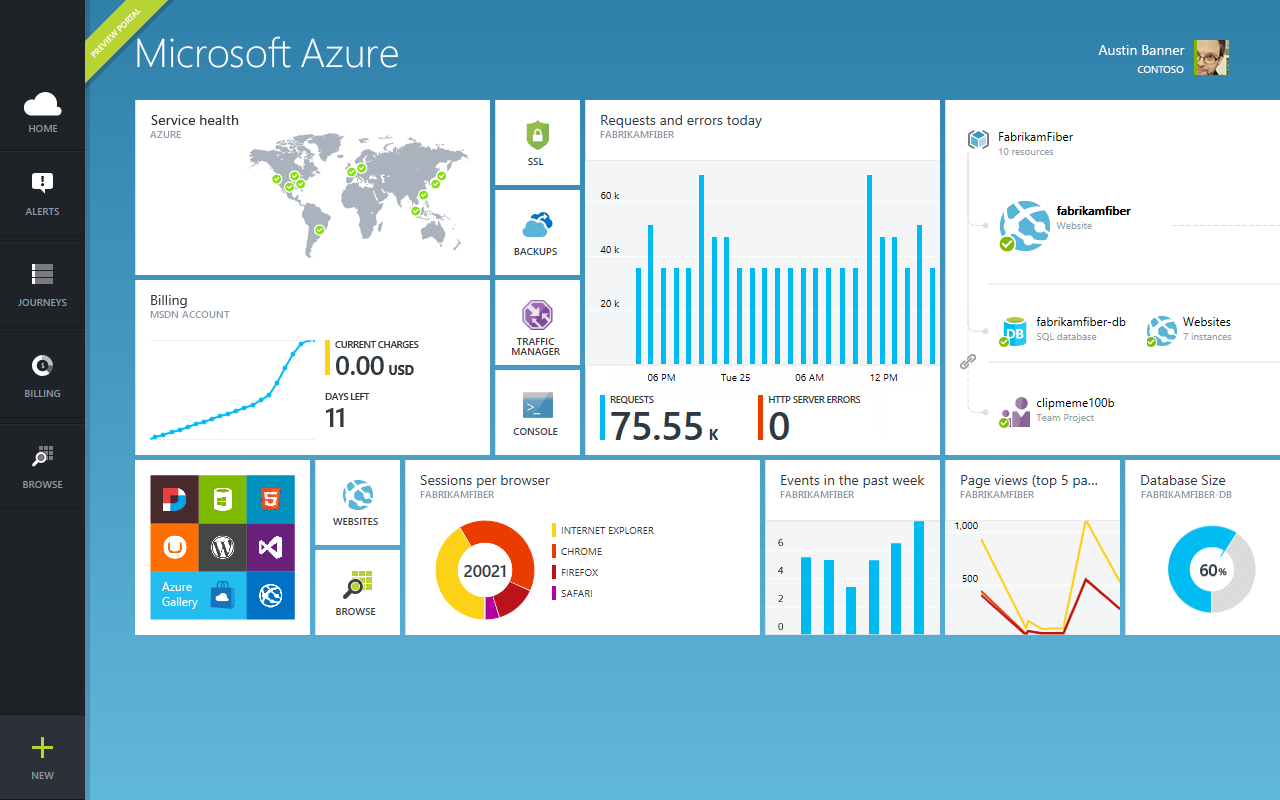 PREVIEW PORTAL
Microsoft Azure
Austin Banner
CONTOSO
HOME
ALERTS
JOURNEYS
BILLING
BROWSE
NEW
Service health
AZURE
SSL
BACKUPS
TRAFFIC
MANAGER
CONSOLE
Billing
MSDN ACCOUNT
CURRENT CHARGES
0.00 USD
DAYS LEFT
11
Requests and errors today
FABRIKAMFIBER
60 k
40 k
20 k
06 PM Tue 25 06 AM 12 PM
REQUESTS
75.55 K
HTTP SERVER ERRORS
0
FabrikamFiber
10 resources
fabrikamfiber
Website
DB
fabrikamfiber-db
SQL database
Websites
7 instances
clipmeme100b
Team Project
Azure
Gallery
WEBSITES
BROWSE
Sessions per browser
FABRIKAMFIBER
20021
INTERNET EXPLORER
CHROME
FIREFOX
SAFARI
Events in the past week
FABRIKAMFIBER
6
4
2
0
Page views (top 5 pa...
FABRIKAMFIBER
1,000
500
Database Size
FABRIKAMFIBER-DB
60%